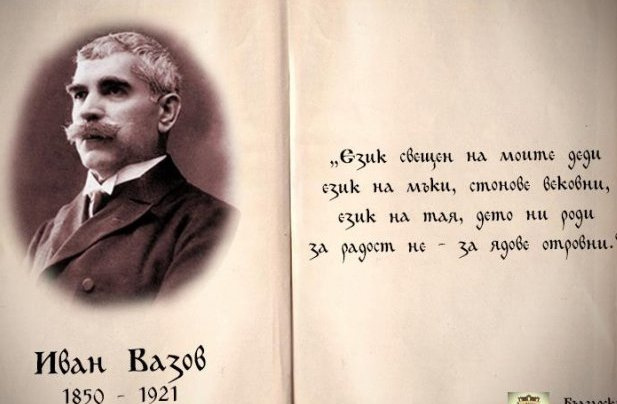 Иван Вазов
1850 - 1921
„Език свещен на моите деди
език на мъки, стонове вековни,
език на тая, дето ни роди
за радост не - за ядове отровни.“